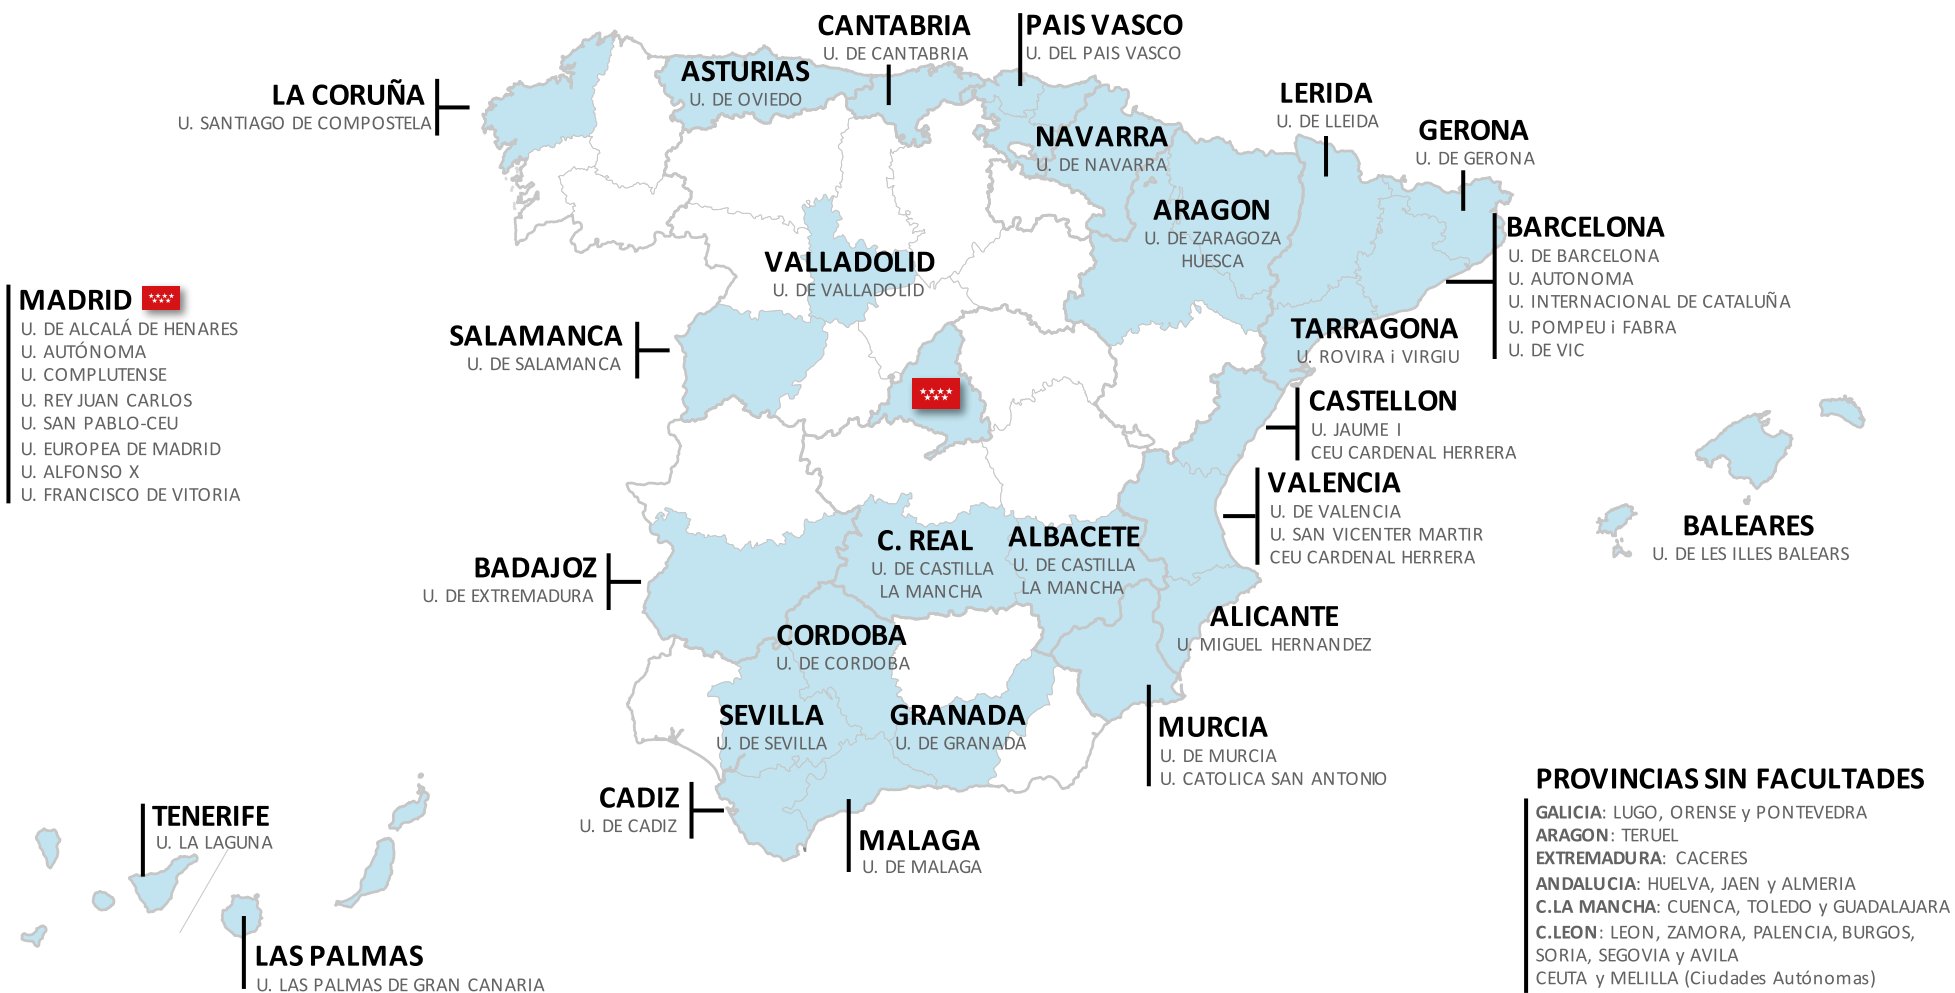 CANTABRIA
U. DE CANTABRIA
PAIS VASCO
U. DEL PAIS VASCO
ASTURIAS
U. DE OVIEDO
LA CORUÑA
U. SANTIAGO DE COMPOSTELA
LERIDA
U. DE LLEIDA
GERONA
U. DE GERONA
NAVARRA
U. DE NAVARRA
ARAGON
U. DE ZARAGOZA
HUESCA
BARCELONA
U. DE BARCELONA
U. AUTONOMA
U. INTERNACIONAL DE CATALUÑA
U. POMPEU i FABRA
U. DE VIC
VALLADOLID
U. DE VALLADOLID
MADRID
U. DE ALCALÁ DE HENARES
U. AUTÓNOMA
U. COMPLUTENSE
U. REY JUAN CARLOS
U. SAN PABLO-CEU
U. EUROPEA DE MADRID
U. ALFONSO X
U. FRANCISCO DE VITORIA
SALAMANCA
U. DE SALAMANCA
TARRAGONA
U. ROVIRA i VIRGIU
CASTELLON
U. JAUME I
CEU CARDENAL HERRERA
VALENCIA
U. DE VALENCIA
U. SAN VICENTER MARTIR
CEU CARDENAL HERRERA
BALEARES
U. DE LES ILLES BALEARS
C. REAL
U. DE CASTILLA
LA MANCHA
ALBACETE
U. DE CASTILLA
LA MANCHA
BADAJOZ
U. DE EXTREMADURA
ALICANTE
U. MIGUEL HERNANDEZ
CORDOBA
U. DE CORDOBA
SEVILLA
U. DE SEVILLA
GRANADA
U. DE GRANADA
MURCIA
U. DE MURCIA
U. CATOLICA SAN ANTONIO
CADIZ
U. DE CADIZ
MALAGA
U. DE MALAGA
TENERIFE
U. LA LAGUNA
LAS PALMAS
U. LAS PALMAS DE GRAN CANARIA
PROVINCIAS SIN FACULTADES
GALICIA: LUGO, ORENSE y PONTEVEDRA
ARAGON: TERUEL
EXTREMADURA: CACERES
ANDALUCIA: HUELVA, JAEN y ALMERIA
C.LA MANCHA: CUENCA, TOLEDO y GUADALAJARA
C.LEON: LEON, ZAMORA, PALENCIA, BURGOS,
SORIA, SEGOVIA y AVILA
CEUTA y MELILLA (Ciudades Autónomas)